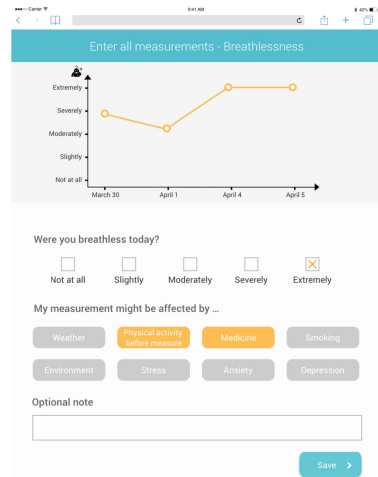 Carrier
9:41 AM
42%
Enter all measurements - Breathlessness
Extremely
Severely
Moderately
Slightly
Not at all
March 30 April 1 April 4 April 5
Were you breathless today?
Not at all Slightly Moderately Severely Extremely
My measurement might be affected by ...
Weather Physical activity before measure Medicine Smoking
Environment Stress Anxiety Depression
Optional note
Save